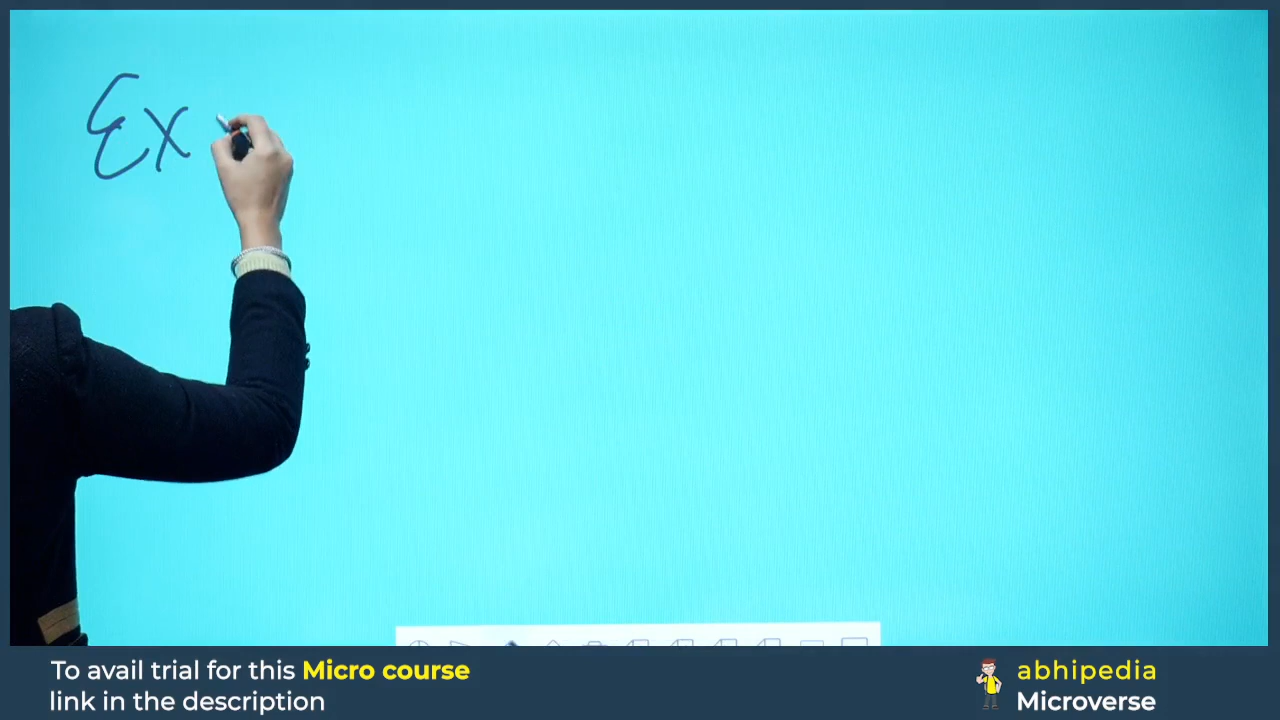 Ex
To avail trial for this Micro course
link in the description
abhipedia
Microverse